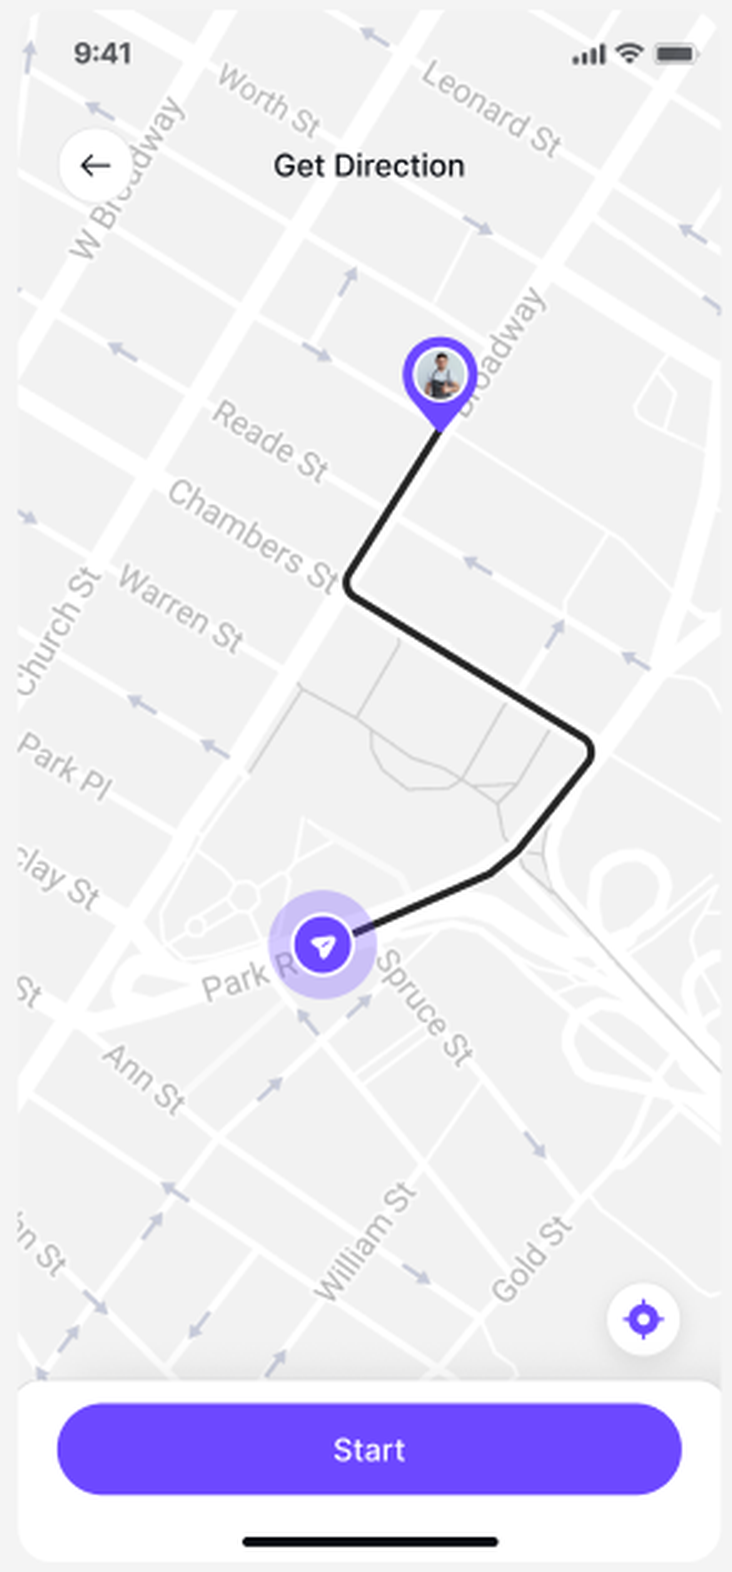 9:41
Worth St
Leonard St
W Broadway
Get Direction
Broadway
Reade St
Chambers St
Warren St
Church St
Park Pl
clay St
St
Park R
Spruce St
Ann St
William St
Gold St
St
Start